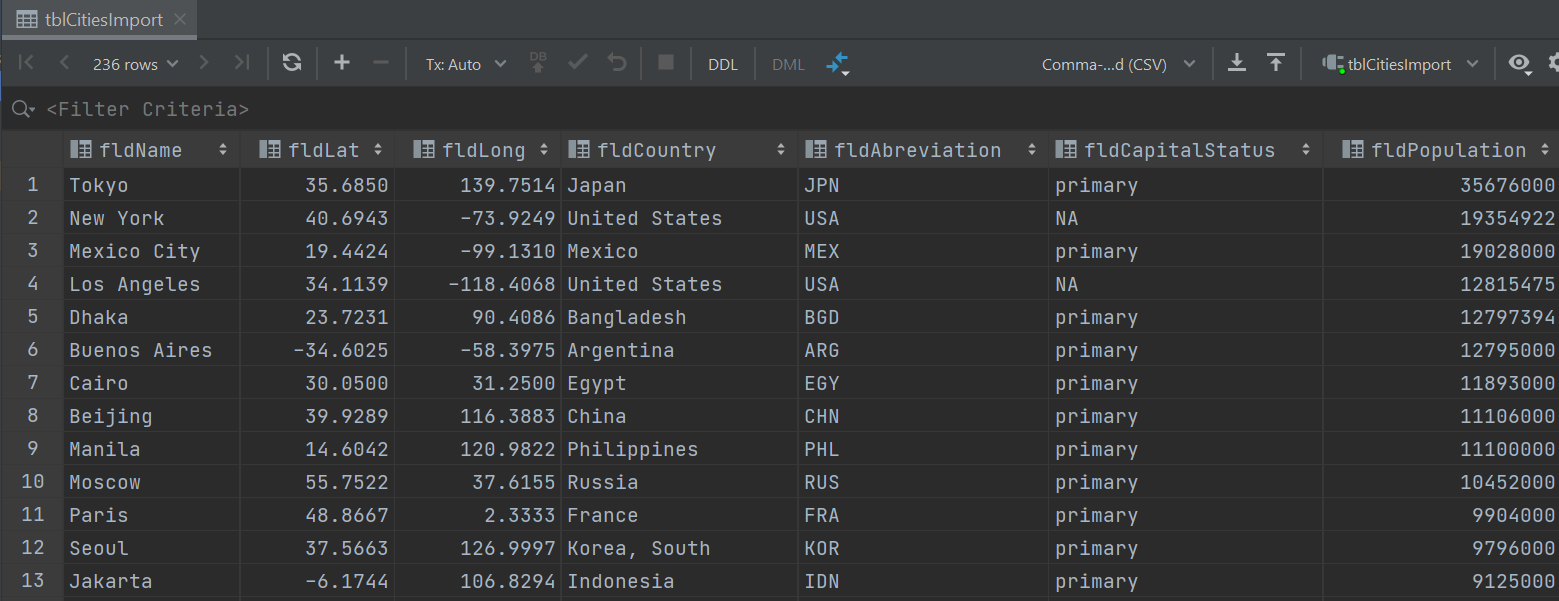 tblCitiesImport
236 rows Tx: Auto DB DDL DML Comma-...d (CSV) tblCitiesImport
<Filter Criteria>
fldName fldLat fldLong fldCountry fldAbreviation fldCapitalStatus fldPopulation
1 Tokyo 35.6850 139.7514 Japan JPN primary 35676000
2 New York 40.6943 -73.9249 United States USA NA 19354922
3 Mexico City 19.4424 -99.1310 Mexico MEX primary 19028000
4 Los Angeles 34.1139 -118.4068 United States USA NA 12815475
5 Dhaka 23.7231 90.4086 Bangladesh BGD primary 12797394
6 Buenos Aires -34.6025 -58.3975 Argentina ARG primary 12795000
7 Cairo 30.0500 31.2500 Egypt EGY primary 11893000
8 Beijing 39.9289 116.3883 China CHN primary 11106000
9 Manila 14.6042 120.9822 Philippines PHL primary 11100000
10 Moscow 55.7522 37.6155 Russia RUS primary 10452000
11 Paris 48.8667 2.3333 France FRA primary 9904000
12 Seoul 37.5663 126.9997 Korea, South KOR primary 9796000
13 Jakarta -6.1744 106.8294 Indonesia IDN primary 9125000